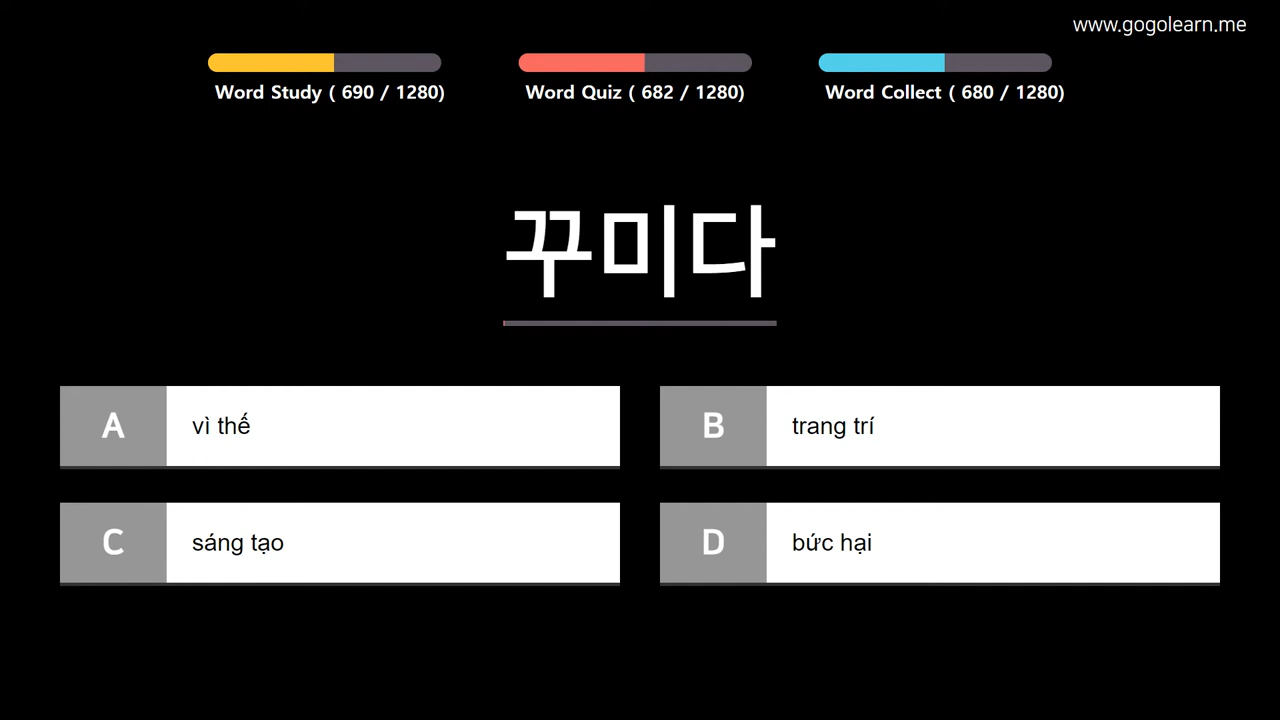 www.gogolearn.me
Word Study ( 690 / 1280)
Word Quiz ( 682 / 1280)
Word Collect ( 680 / 1280)
꾸미다
A vì thế
B trang trí
C sáng tạo
D bức hại